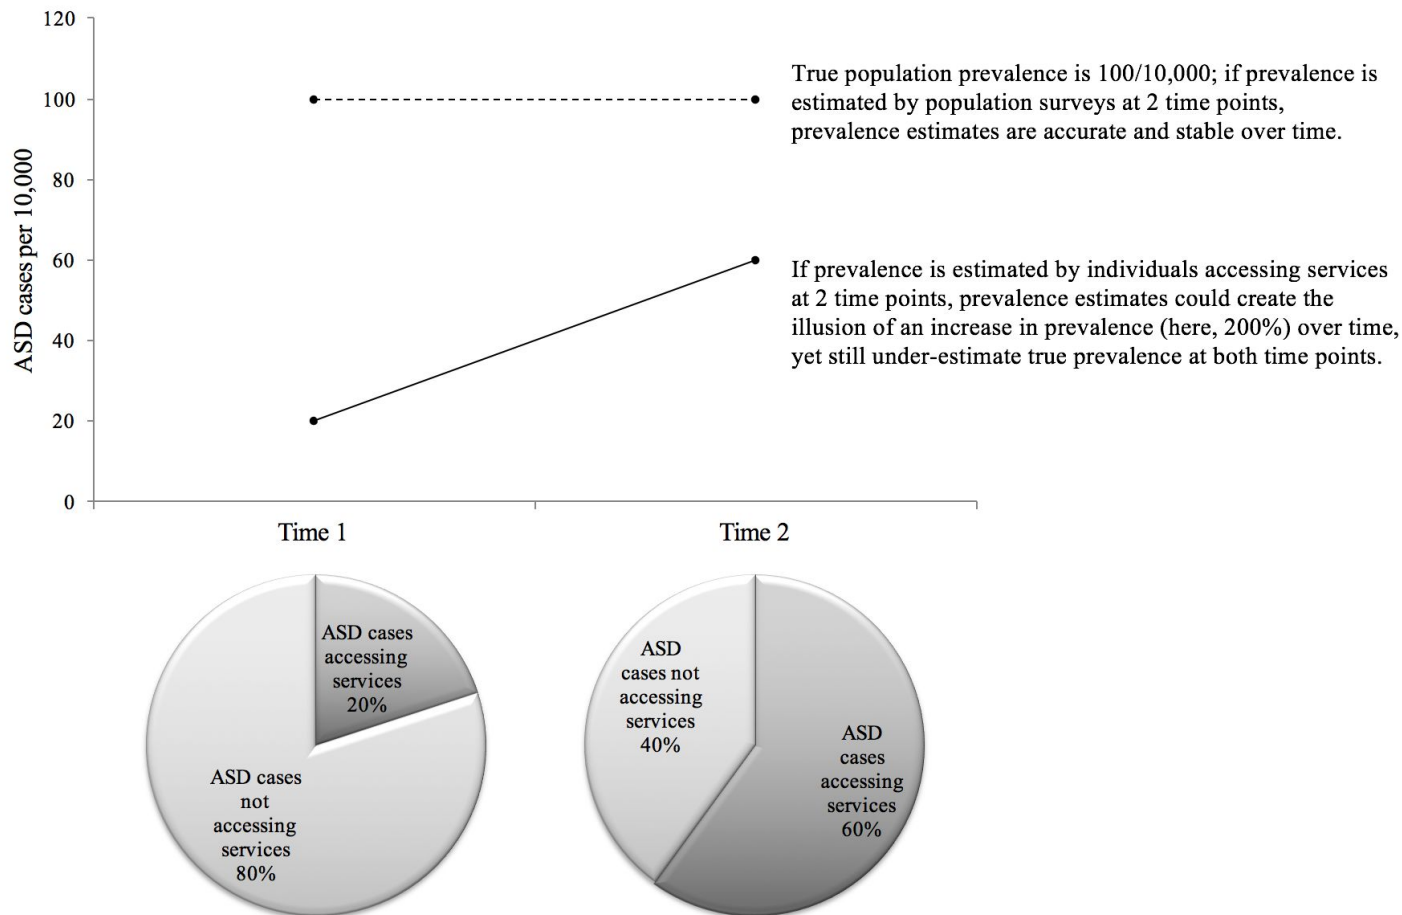 120
100
80
60
40
20
0
ASD cases per 10,000
True population prevalence is 100/10,000; if prevalence is
estimated by population surveys at 2 time points,
prevalence estimates are accurate and stable over time.
If prevalence is estimated by individuals accessing services
at 2 time points, prevalence estimates could create the
illusion of an increase in prevalence (here, 200%) over time,
yet still under-estimate true prevalence at both time points.
Time 1
Time 2
ASD cases
accessing
services
20%
ASD cases
not
accessing
services
80%
ASD
cases not
accessing
services
40%
ASD
cases
accessing
services
60%